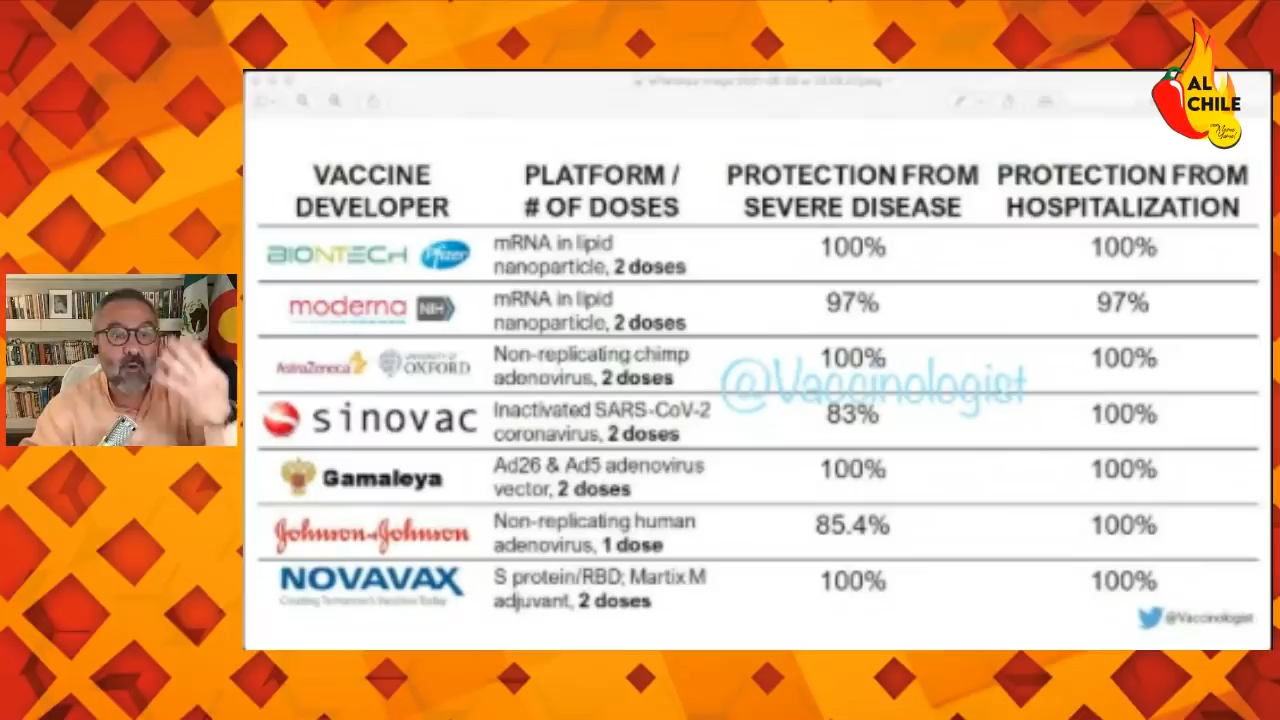 AL
CHILE
VACCINE
DEVELOPER
PLATFORM /
# OF DOSES
PROTECTION FROM
SEVERE DISEASE
PROTECTION FROM
HOSPITALIZATION
BIONTECH Pfizer
mRNA in lipid
nanoparticle, 2 doses
100%
100%
moderna NIH
mRNA in lipid
nanoparticle, 2 doses
97%
97%
AstraZeneca UNIVERSITY OF
OXFORD
Non-replicating chimp
adenovirus, 2 doses
100%
100%
@Vaccinologist
sinovac
Inactivated SARS-CoV-2
coronavirus, 2 doses
83%
100%
Gamaleya
Ad26 & Ad5 adenovirus
vector, 2 doses
100%
100%
Johnson&Johnson
Non-replicating human
adenovirus, 1 dose
85.4%
100%
NOVAVAX
Creating Tomorrow's Vaccines Today
S protein/RBD; Martix M
adjuvant, 2 doses
100%
100%
@Vaccinologist